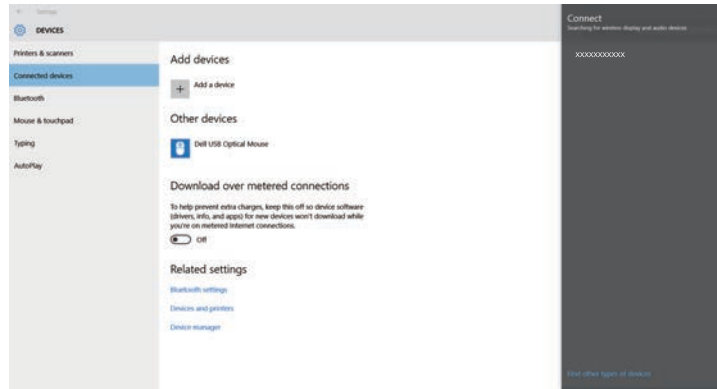 Settings
DEVICES
Printers & scanners
Connected devices
Bluetooth
Mouse & touchpad
Typing
AutoPlay
Add devices
+ Add a device
Other devices
Dell USB Optical Mouse
Download over metered connections
To help prevent extra charges, keep this off so device software
(drivers, info, and apps) for new devices won't download while
you're on metered Internet connections.
Off
Related settings
Bluetooth settings
Devices and printers
Device manager
Connect
Searching for wireless display and audio devices
xxxxxxxxxxx
Find other types of devices